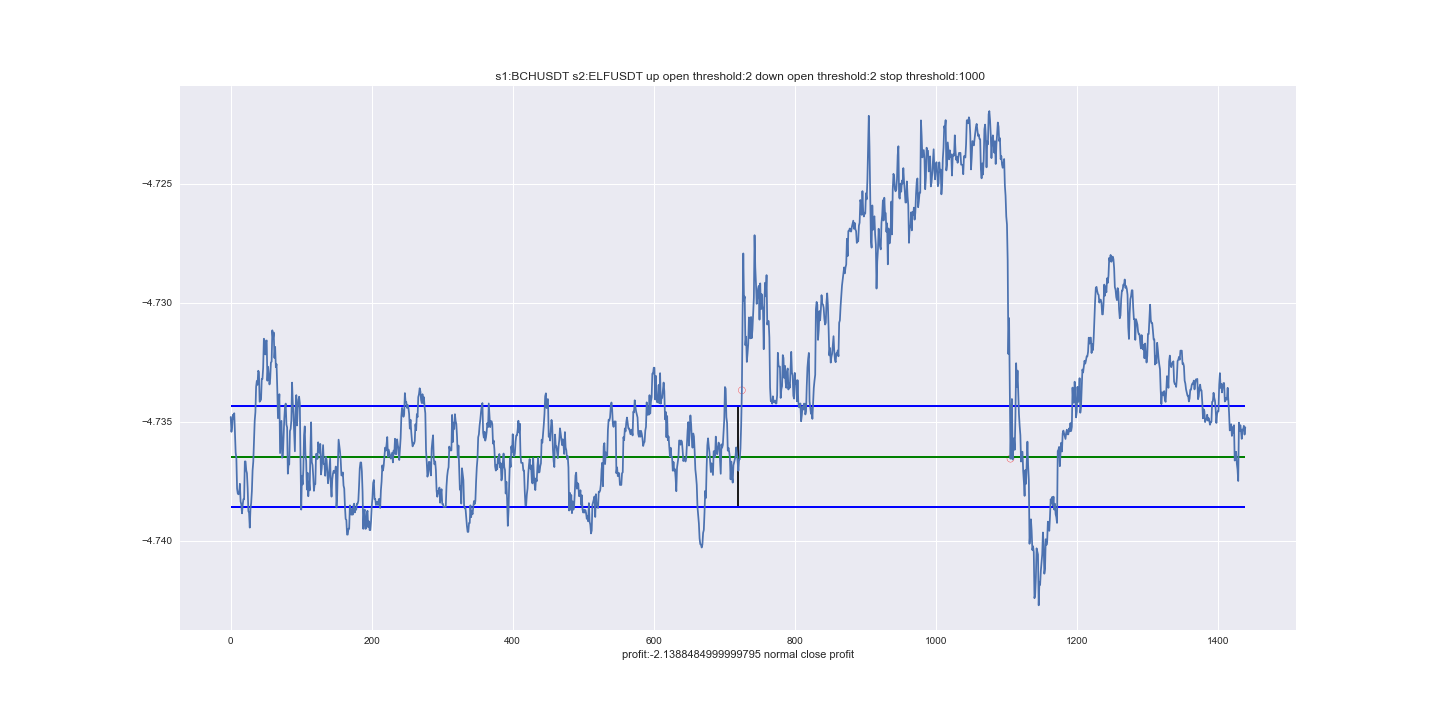 s1:BCHUSDT s2:ELFUSDT up open threshold:2 down open threshold:2 stop threshold:1000
−4.725
−4.730
−4.735
−4.740
0 200 400 600 800 1000 1200 1400
profit:-2.1388484999999795 normal close profit